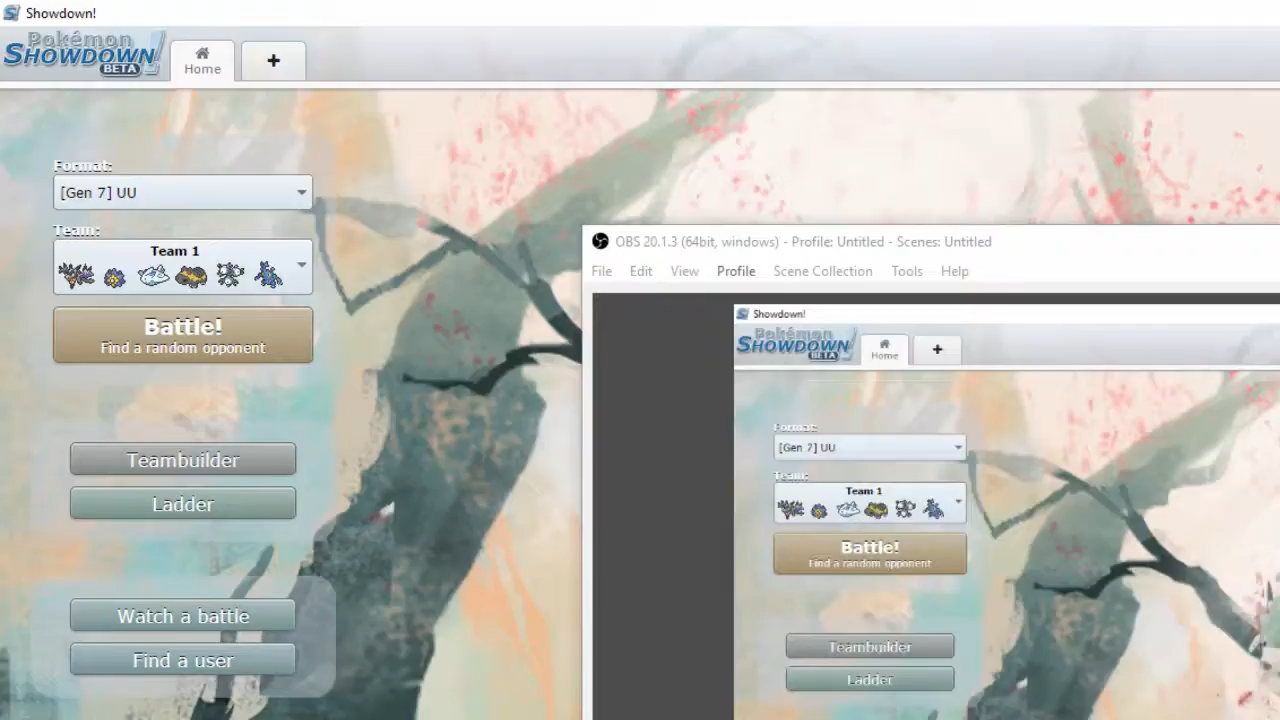 Showdown!
Pokémon
SHOWDOWN!
BETA
Home
+
Format:
[Gen 7] UU
Team:
Team 1
Battle!
Find a random opponent
Teambuilder
Ladder
Watch a battle
Find a user
OBS 20.1.3 (64bit, windows) - Profile: Untitled - Scenes: Untitled
File Edit View Profile Scene Collection Tools Help
Showdown!
Pokémon
SHOWDOWN!
BETA
Home
+
Format:
[Gen 7] UU
Team:
Team 1
Battle!
Find a random opponent
Teambuilder
Ladder